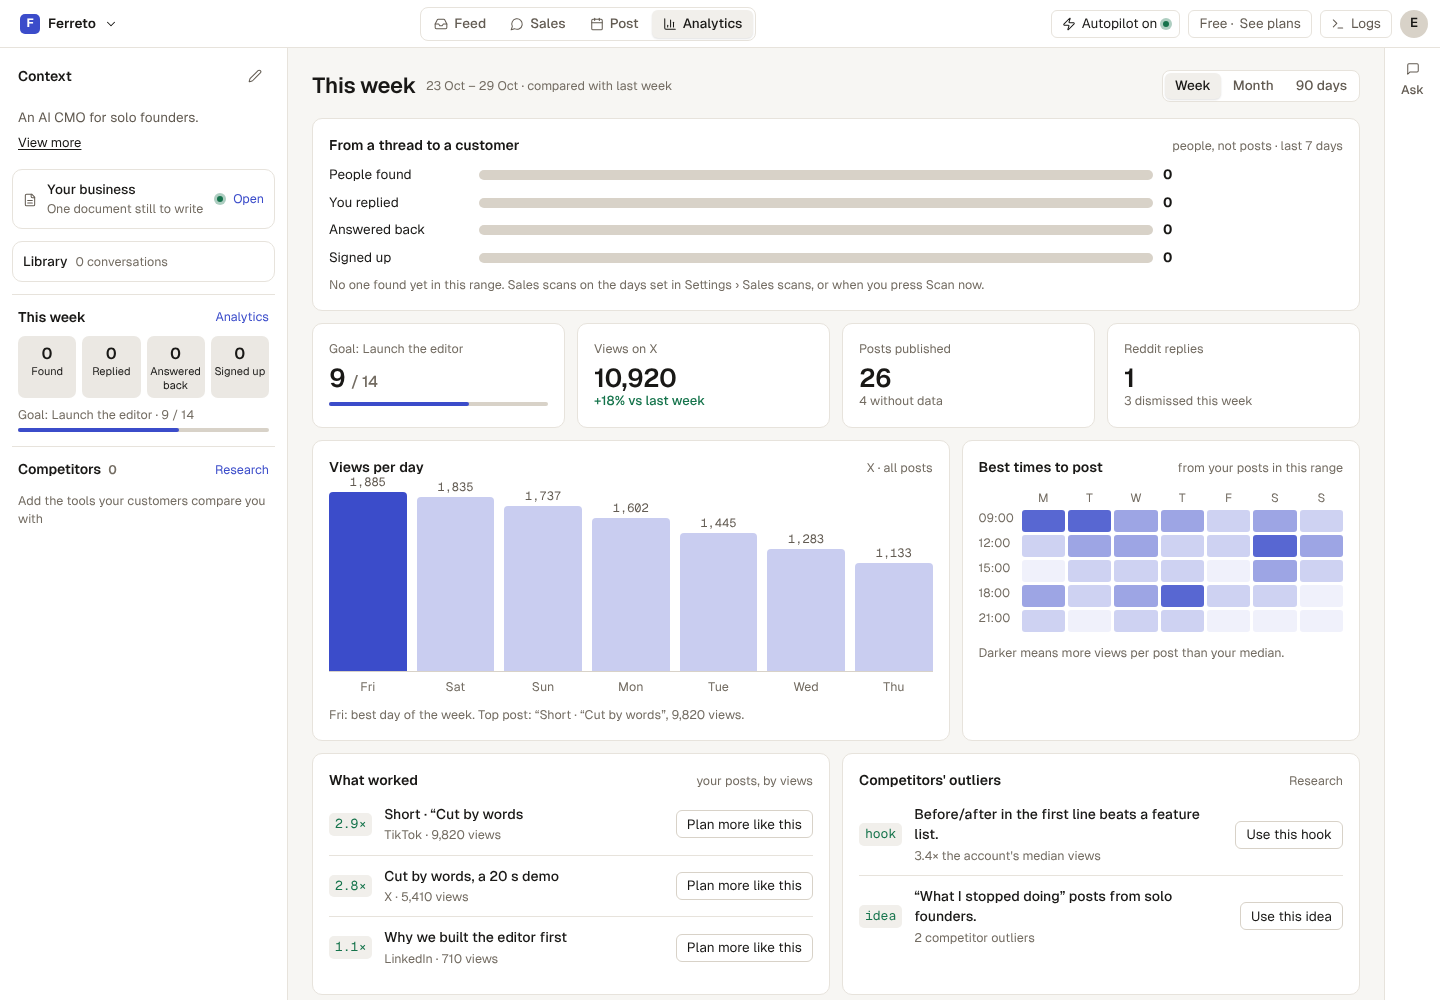 F Ferreto
Feed Sales Post Analytics
Autopilot on Free · See plans Logs E
Context
An AI CMO for solo founders.
View more
Your business
One document still to write
Open
Library 0 conversations
This week Analytics
0 0 0 0
Found Replied Answered back Signed up
Goal: Launch the editor · 9 / 14
Competitors 0 Research
Add the tools your customers compare you
with
This week 23 Oct – 29 Oct · compared with last week
Week Month 90 days
Ask
From a thread to a customer people, not posts · last 7 days
People found 0
You replied 0
Answered back 0
Signed up 0
No one found yet in this range. Sales scans on the days set in Settings › Sales scans, or when you press Scan now.
Goal: Launch the editor
9 / 14
Views on X
10,920
+18% vs last week
Posts published
26
4 without data
Reddit replies
1
3 dismissed this week
Views per day X · all posts
1,885 1,835 1,737 1,602 1,445 1,283 1,133
Fri Sat Sun Mon Tue Wed Thu
Fri: best day of the week. Top post: “Short · “Cut by words”, 9,820 views.
Best times to post from your posts in this range
M T W T F S S
09:00
12:00
15:00
18:00
21:00
Darker means more views per post than your median.
What worked your posts, by views
2.9× Short · “Cut by words
TikTok · 9,820 views
Plan more like this
2.8× Cut by words, a 20 s demo
X · 5,410 views
Plan more like this
1.1× Why we built the editor first
LinkedIn · 710 views
Plan more like this
Competitors' outliers Research
hook Before/after in the first line beats a feature
list.
3.4× the account's median views
Use this hook
idea “What I stopped doing” posts from solo
founders.
2 competitor outliers
Use this idea